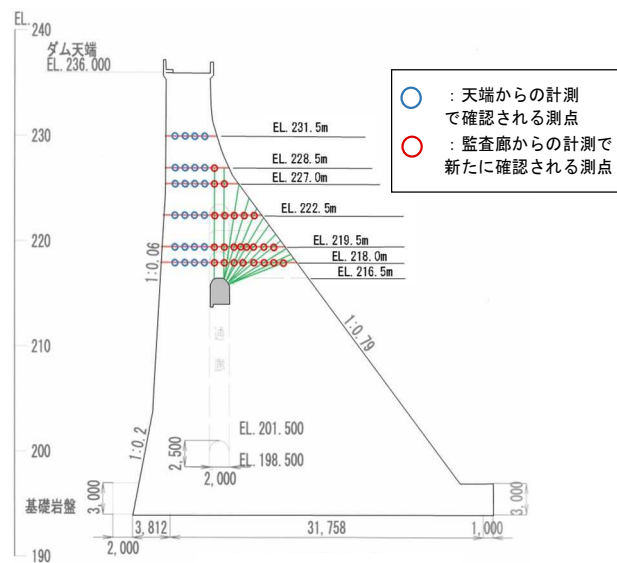 EL.
240
ダム天端
EL.236.000
230
220
210
200
190
○ ：天端からの計測
で確認される測点
○ ：監査廊からの計測で
新たに確認される測点
EL.231.5m
EL.228.5m
EL.227.0m
EL.222.5m
EL.219.5m
EL.218.0m
EL.216.5m
1:0.06
1:0.79
1:0.2
EL.201.500
2,500
EL.198.500
2,000
基礎岩盤
3,000
3,000
3,812
31,758
1,000
2,000